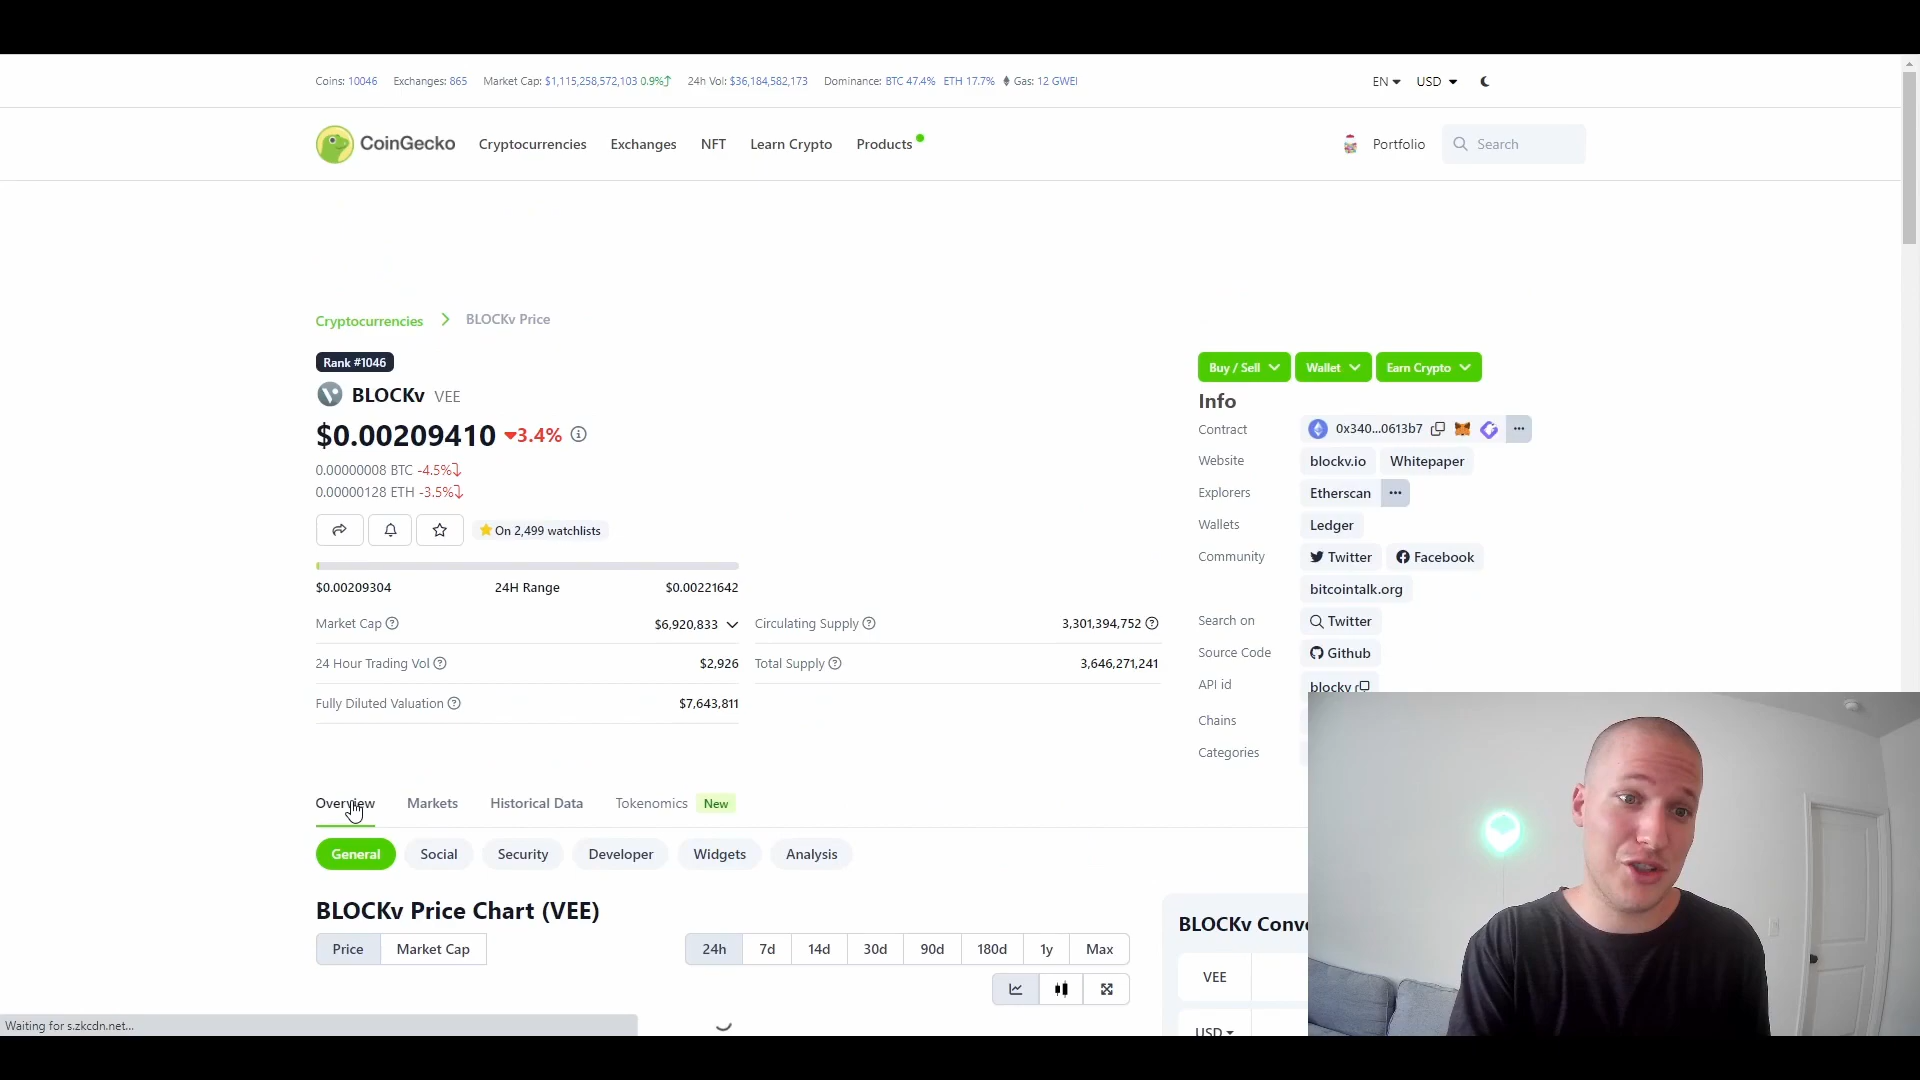 Coins: 10046 Exchanges: 865 Market Cap: $1,115,258,572,103 0.9% 24h Vol: $36,184,582,173 Dominance: BTC 47.4% ETH 17.7% Gas: 12 GWEI EN USD
CoinGecko Cryptocurrencies Exchanges NFT Learn Crypto Products Portfolio Search
Cryptocurrencies BLOCKv Price
Rank #1046
BLOCKv VEE
$0.00209410 3.4%
0.00000008 BTC -4.5%
0.00000128 ETH -3.5%
On 2,499 watchlists
$0.00209304 24H Range $0.00221642
Market Cap $6,920,833
24 Hour Trading Vol $2,926
Fully Diluted Valuation $7,643,811
Circulating Supply 3,301,394,752
Total Supply 3,646,271,241
Buy / Sell Wallet Earn Crypto
Info
Contract 0x340...0613b7
Website blockv.io Whitepaper
Explorers Etherscan
Wallets Ledger
Community Twitter Facebook
bitcointalk.org
Search on Twitter
Source Code Github
API id blockv
Chains
Categories
Overview Markets Historical Data Tokenomics New
General Social Security Developer Widgets Analysis
BLOCKv Price Chart (VEE)
Price Market Cap 24h 7d 14d 30d 90d 180d 1y Max
BLOCKv Conv
VEE
USD
Waiting for s.zkcdn.net...